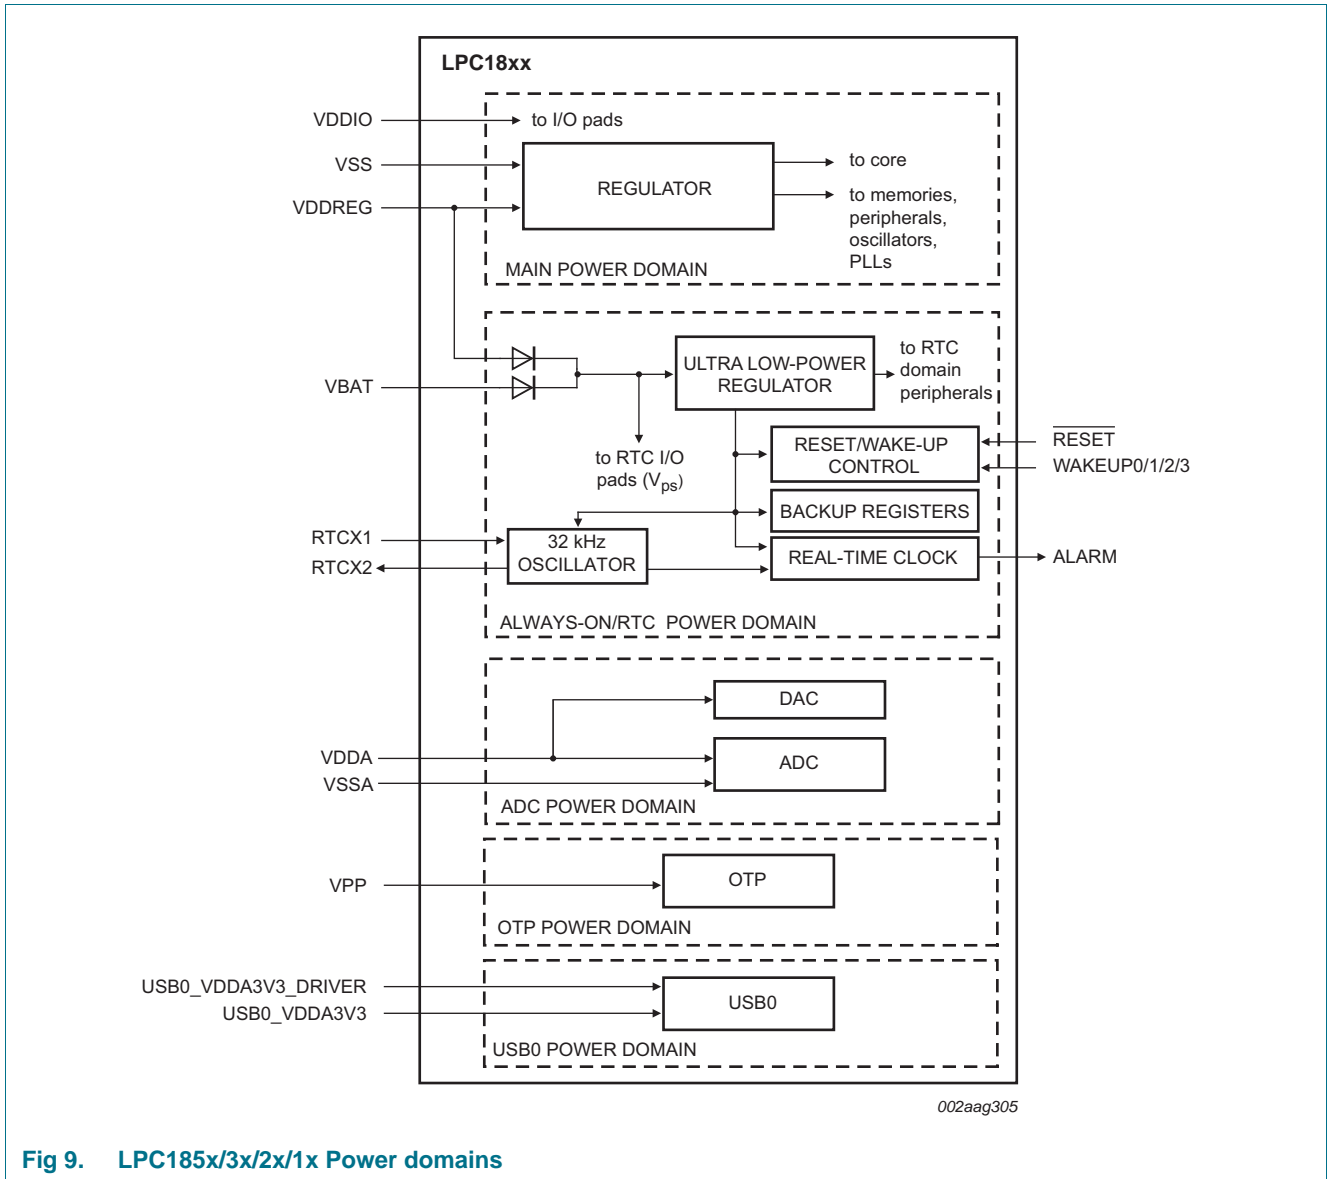 LPC18xx
VDDIO
to I/O pads
VSS
REGULATOR
to core
VDDREG
to memories,
peripherals,
oscillators,
PLLs
MAIN POWER DOMAIN
VBAT
ULTRA LOW-POWER
REGULATOR
to RTC
domain
peripherals
to RTC I/O
pads (Vps)
RESET/WAKE-UP
CONTROL
RESET
WAKEUP0/1/2/3
BACKUP REGISTERS
RTCX1
RTCX2
32 kHz
OSCILLATOR
REAL-TIME CLOCK
ALARM
ALWAYS-ON/RTC POWER DOMAIN
DAC
VDDA
ADC
VSSA
ADC POWER DOMAIN
VPP
OTP
OTP POWER DOMAIN
USB0_VDDA3V3_DRIVER
USB0_VDDA3V3
USB0
USB0 POWER DOMAIN
002aag305
Fig 9. LPC185x/3x/2x/1x Power domains